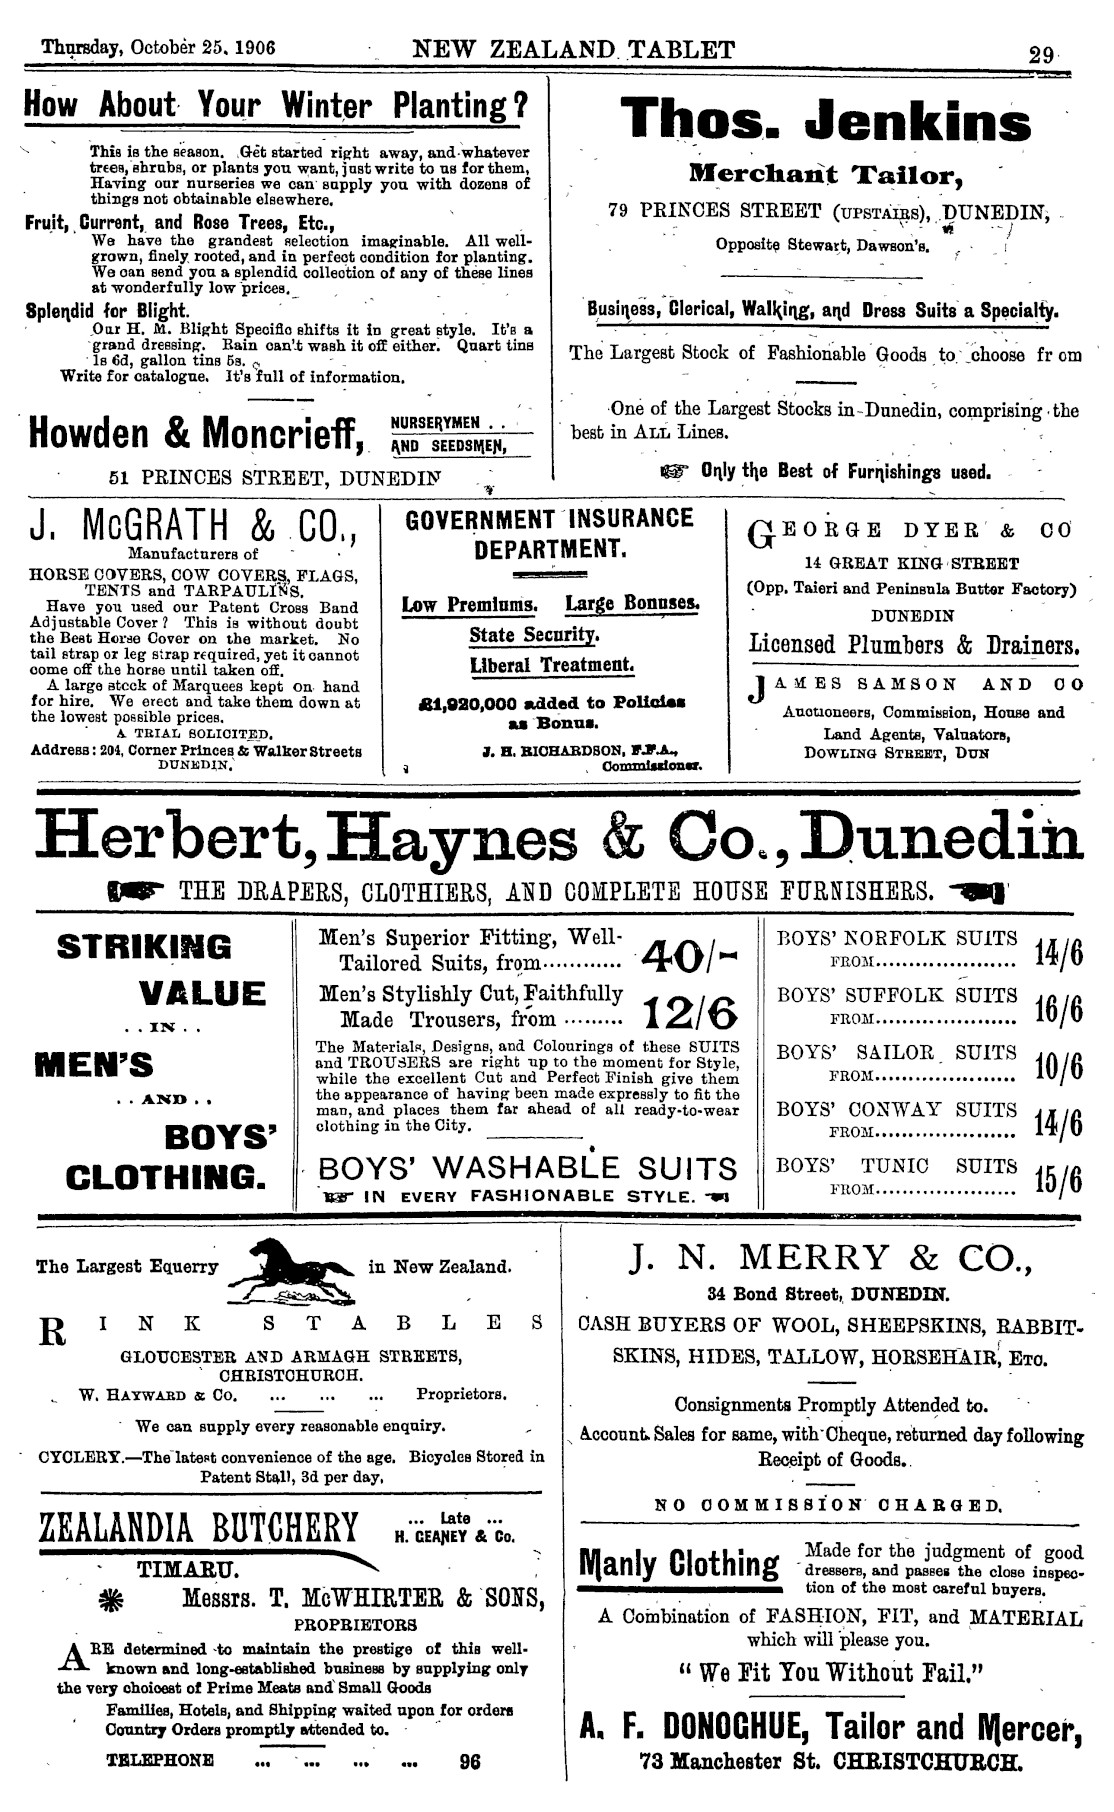 Thursday, October 25, 1906
NEW ZEALAND TABLET
29
How About Your Winter Planting?
This is the season. Get started right away, and whatever
trees, shrubs, or plants you want, just write to us for them,
Having our nurseries we can supply you with dozens of
things not obtainable elsewhere.
Fruit, Current, and Rose Trees, Etc.,
We have the grandest selection imaginable. All well-
grown, finely rooted, and in perfect condition for planting.
We can send you a splendid collection of any of these lines
at wonderfully low prices.
Splendid for Blight.
Our H. M. Blight Specific shifts it in great style. It's a
grand dressing. Rain can't wash it off either. Quart tins
1s 6d, gallon tins 5s.
Write for catalogue. It's full of information.
Howden & Moncrieff,
NURSERYMEN . .
AND SEEDSMEN,
51 PRINCES STREET, DUNEDIN
Thos. Jenkins
Merchant Tailor,
79 PRINCES STREET (UPSTAIRS), DUNEDIN,
Opposite Stewart, Dawson's.
Business, Clerical, Walking, and Dress Suits a Specialty.
The Largest Stock of Fashionable Goods to choose fr om
One of the Largest Stocks in Dunedin, comprising the
best in ALL Lines.
Only the Best of Furnishings used.
J. McGRATH & CO.,
Manufacturers of
HORSE COVERS, COW COVERS, FLAGS,
TENTS and TARPAULINS.
Have you used our Patent Cross Band
Adjustable Cover? This is without doubt
the Best Horse Cover on the market. No
tail strap or leg strap required, yet it cannot
come off the horse until taken off.
A large stock of Marquees kept on hand
for hire. We erect and take them down at
the lowest possible prices.
A TRIAL SOLICITED.
Address: 204, Corner Princes & Walker Streets
DUNEDIN.
GOVERNMENT INSURANCE
DEPARTMENT.
Low Premiums. Large Bonuses.
State Security.
Liberal Treatment.
£1,920,000 added to Policies
as Bonus.
J. H. RICHARDSON, F.F.A.,
Commissioner.
GEORGE DYER & CO
14 GREAT KING STREET
(Opp. Taieri and Peninsula Butter Factory)
DUNEDIN
Licensed Plumbers & Drainers.
JAMES SAMSON AND CO
Auctioneers, Commission, House and
Land Agents, Valuators,
DOWLING STREET, DUN
Herbert, Haynes & Co., Dunedin
THE DRAPERS, CLOTHIERS, AND COMPLETE HOUSE FURNISHERS.
STRIKING
VALUE
. . IN . .
MEN'S
. . AND . .
BOYS'
CLOTHING.
Men's Superior Fitting, Well-
Tailored Suits, from............ 40/-
Men's Stylishly Cut, Faithfully
Made Trousers, from ......... 12/6
The Materials, Designs, and Colourings of these SUITS
and TROUSERS are right up to the moment for Style,
while the excellent Cut and Perfect Finish give them
the appearance of having been made expressly to fit the
man, and places them far ahead of all ready-to-wear
clothing in the City.
BOYS' WASHABLE SUITS
IN EVERY FASHIONABLE STYLE.
BOYS' NORFOLK SUITS
FROM..................... 14/6
BOYS' SUFFOLK SUITS
FROM..................... 16/6
BOYS' SAILOR SUITS
FROM..................... 10/6
BOYS' CONWAY SUITS
FROM..................... 14/6
BOYS' TUNIC SUITS
FROM..................... 15/6
The Largest Equerry in New Zealand.
RINK STABLES
GLOUCESTER AND ARMAGH STREETS,
CHRISTCHURCH.
W. HAYWARD & Co. ... ... ... Proprietors.
We can supply every reasonable enquiry.
CYCLERY.—The latest convenience of the age. Bicycles Stored in
Patent Stall, 3d per day,
ZEALANDIA BUTCHERY
... Late ...
H. GEANEY & Co.
TIMARU.
Messrs. T. McWHIRTER & SONS,
PROPRIETORS
ARE determined to maintain the prestige of this well-
known and long-established business by supplying only
the very choicest of Prime Meats and Small Goods
Families, Hotels, and Shipping waited upon for orders
Country Orders promptly attended to.
TELEPHONE ... ... ... ... 96
J. N. MERRY & CO.,
34 Bond Street, DUNEDIN.
CASH BUYERS OF WOOL, SHEEPSKINS, RABBIT-
SKINS, HIDES, TALLOW, HORSEHAIR, ETC.
Consignments Promptly Attended to.
Account Sales for same, with Cheque, returned day following
Receipt of Goods.
NO COMMISSION CHARGED.
Manly Clothing
Made for the judgment of good
dressers, and passes the close inspec-
tion of the most careful buyers.
A Combination of FASHION, FIT, and MATERIAL
which will please you.
"We Fit You Without Fail."
A. F. DONOGHUE, Tailor and Mercer,
73 Manchester St. CHRISTCHURCH.